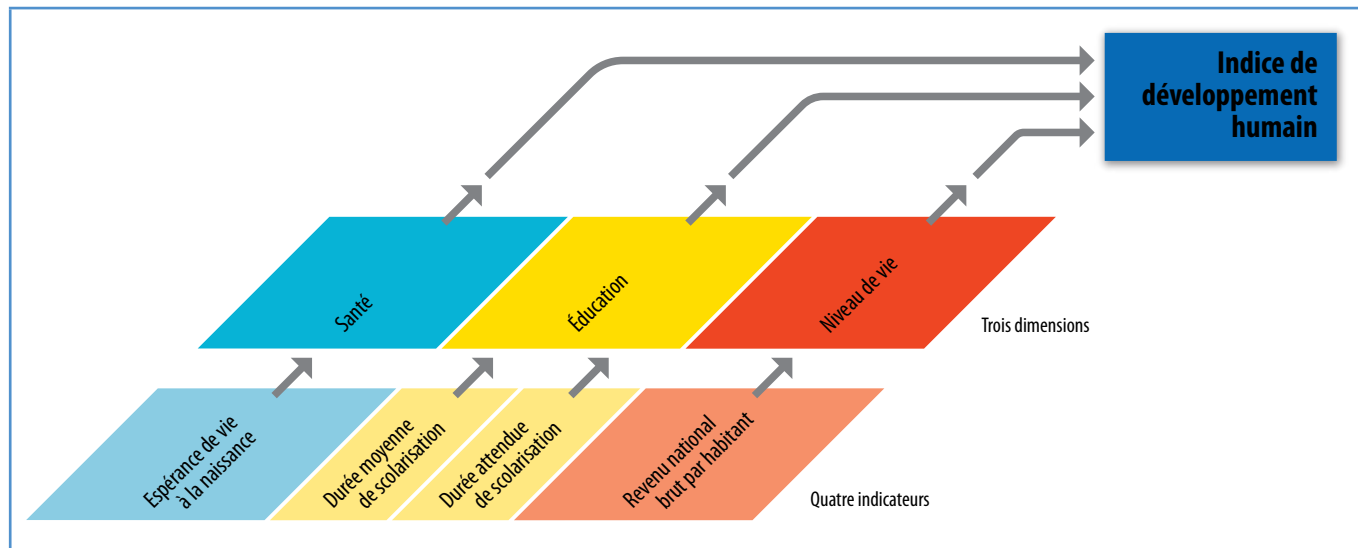 Indice de
développement
humain
Santé
Éducation
Niveau de vie
Trois dimensions
Espérance de vie
à la naissance
Durée moyenne
de scolarisation
Durée attendue
de scolarisation
Revenu national
brut par habitant
Quatre indicateurs